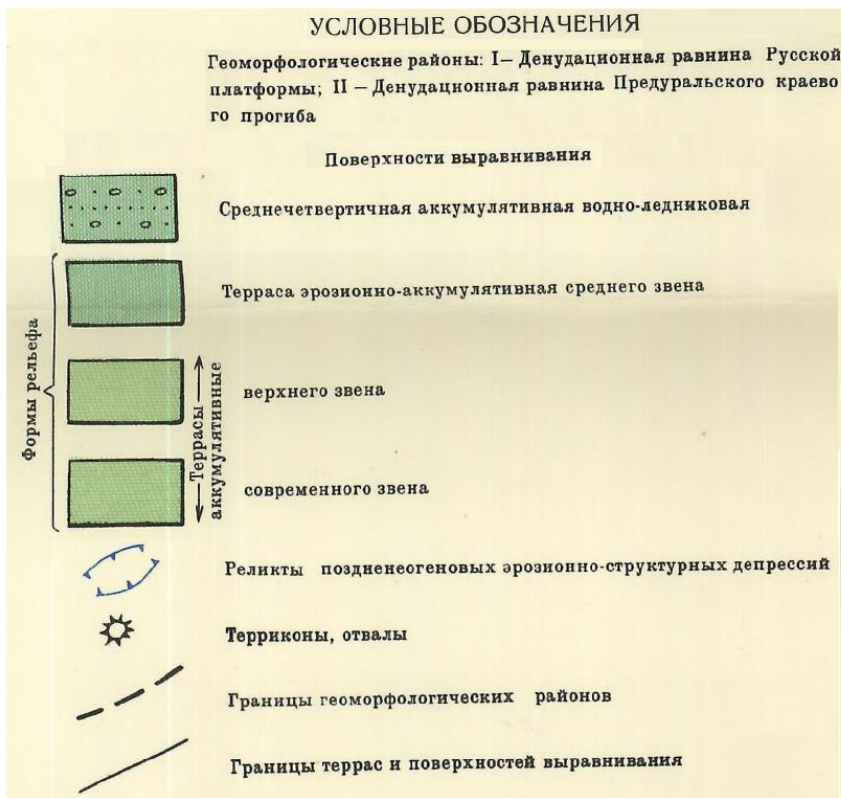 УСЛОВНЫЕ ОБОЗНАЧЕНИЯ
Геоморфологические районы: I— Денудационная равнина Русской
платформы; II — Денудационная равнина Предуральского краево
го прогиба
Поверхности выравнивания
Среднечетвертичная аккумулятивная водно-ледниковая
Формы рельефа
Терраса эрозионно-аккумулятивная среднего звена
Террасы
аккумулятивные
верхнего звена
современного звена
Реликты поздненеогеновых эрозионно-структурных депрессий
Терриконы, отвалы
Границы геоморфологических районов
Границы террас и поверхностей выравнивания